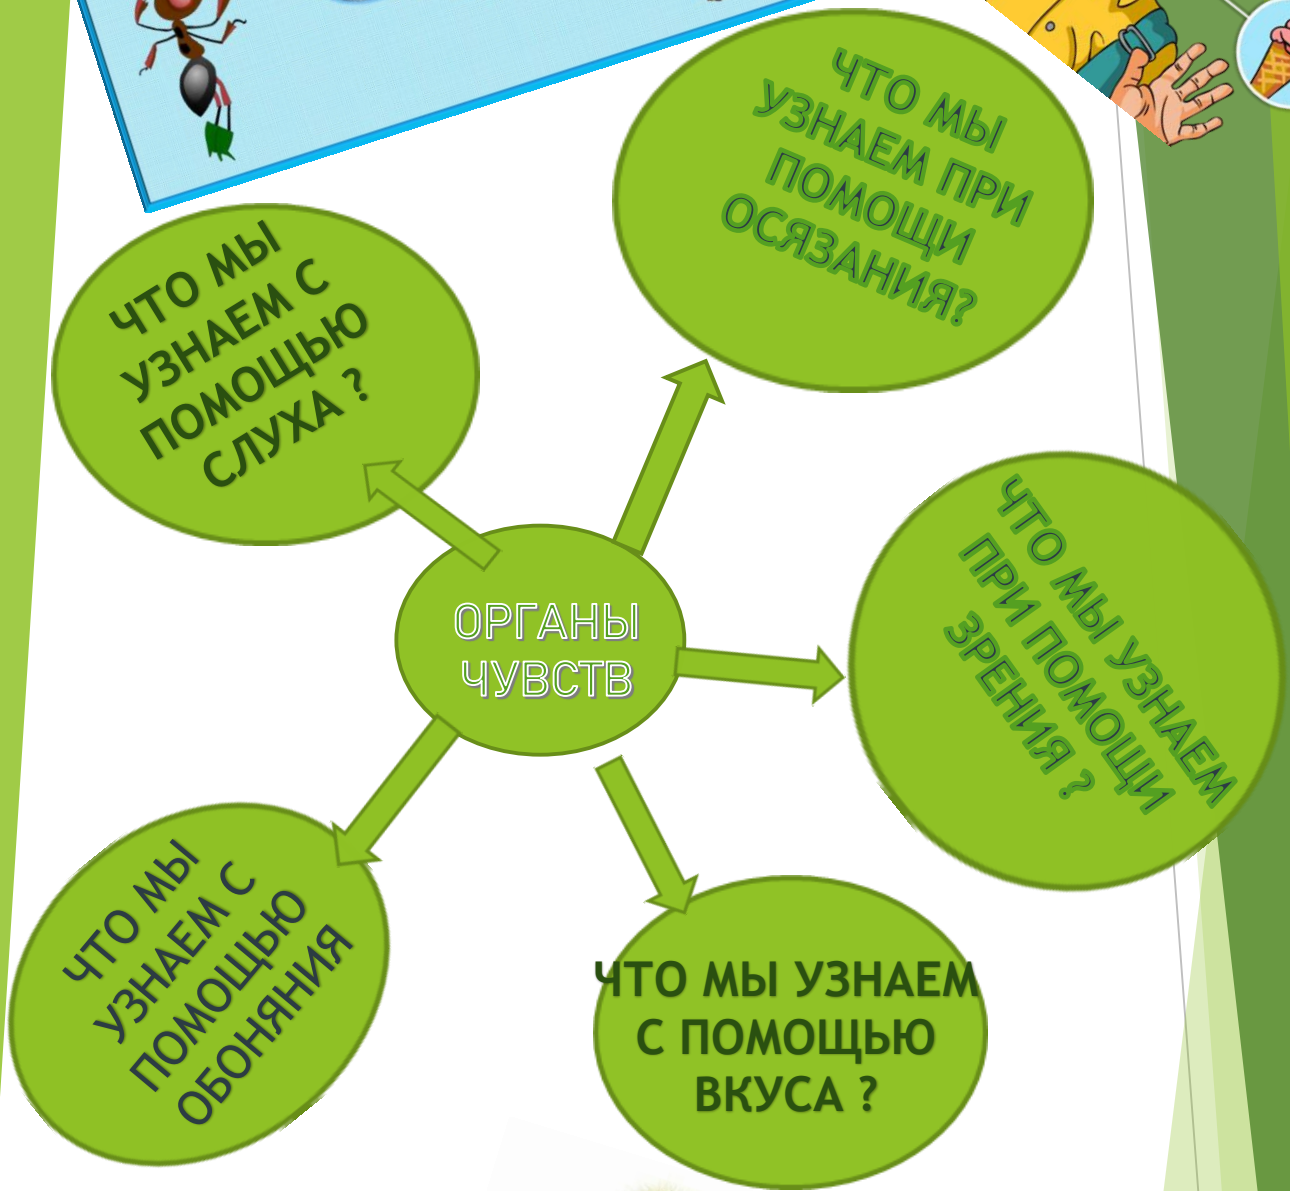 ЧТО МЫ
УЗНАЕМ ПРИ
ПОМОЩИ
ОСЯЗАНИЯ?
ЧТО МЫ
УЗНАЕМ С
ПОМОЩЬЮ
СЛУХА ?
ЧТО МЫ УЗНАЕМ
ПРИ ПОМОЩИ
ЗРЕНИЯ ?
ОРГАНЫ
ЧУВСТВ
ЧТО МЫ
УЗНАЕМ С
ПОМОЩЬЮ
ОБОНЯНИЯ
ЧТО МЫ УЗНАЕМ
С ПОМОЩЬЮ
ВКУСА ?